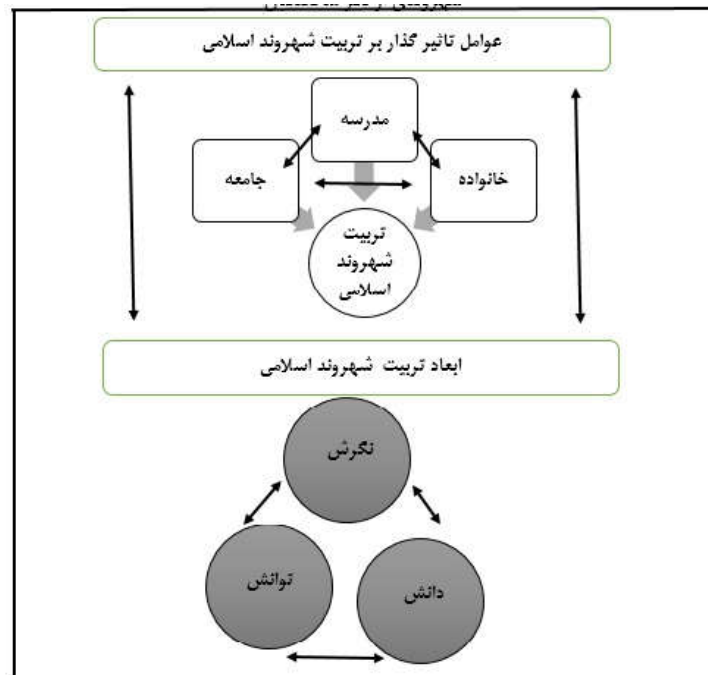 عوامل تاثیر گذار بر تربیت شهروند اسلامی
مدرسه
خانواده
جامعه
تربیت
شهروند
اسلامی
ابعاد تربیت شهروند اسلامی
نگرش
دانش
توانش